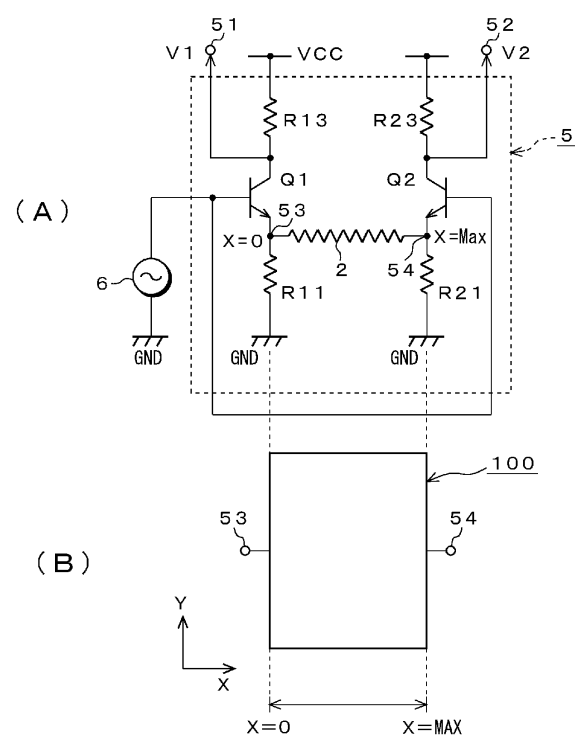 51 52
V1 VCC V2
R13 R23
5
Q1 Q2
(A)
53
X=0 2 54 X=Max
6
R11 R21
GND GND GND
100
53 54
(B)
Y
X
X=0 X=MAX